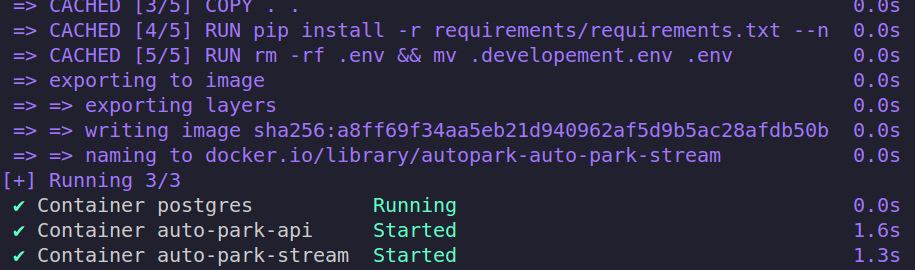 => CACHED [3/5] COPY . . 0.0s
=> CACHED [4/5] RUN pip install -r requirements/requirements.txt --n 0.0s
=> CACHED [5/5] RUN rm -rf .env && mv .developement.env .env 0.0s
=> exporting to image 0.0s
=> => exporting layers 0.0s
=> => writing image sha256:a8ff69f34aa5eb21d940962af5d9b5ac28afdb50b 0.0s
=> => naming to docker.io/library/autopark-auto-park-stream 0.0s
[+] Running 3/3
✔ Container postgres Running 0.0s
✔ Container auto-park-api Started 1.6s
✔ Container auto-park-stream Started 1.3s